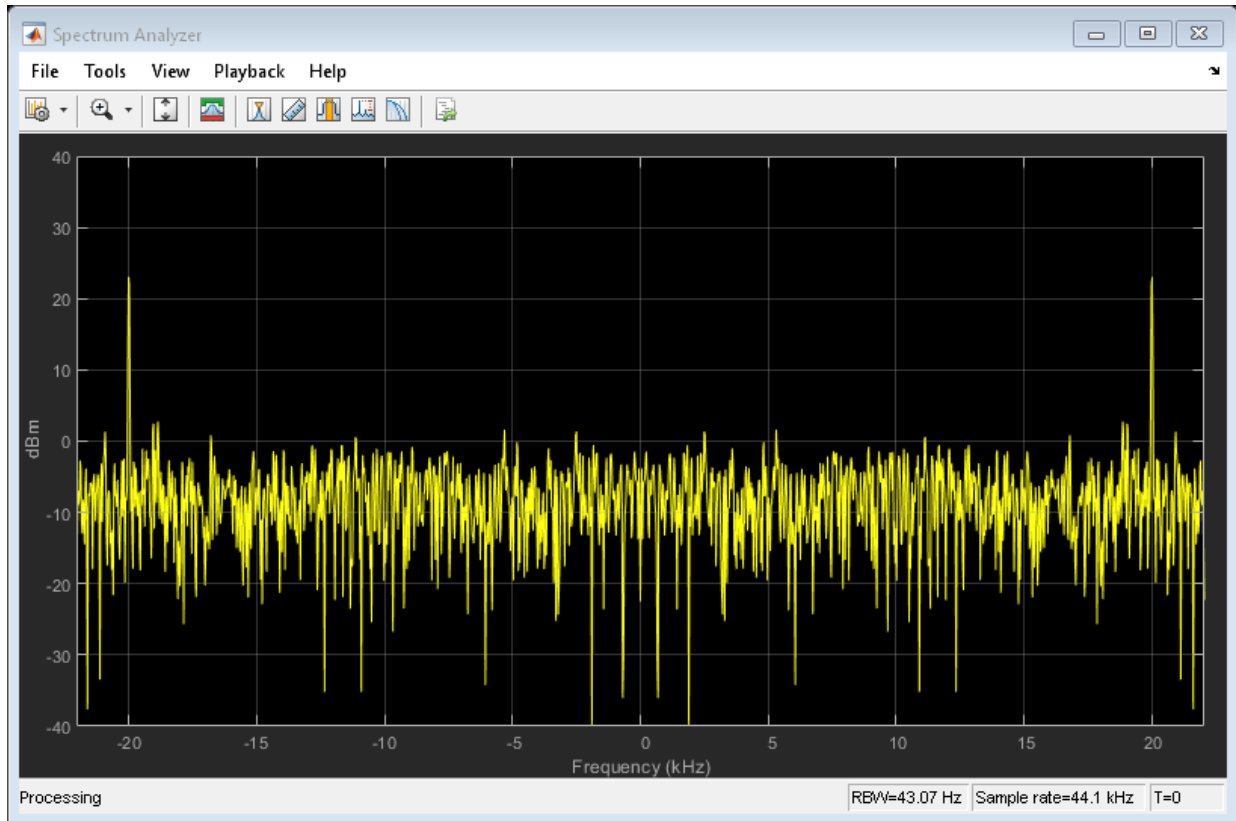 Spectrum Analyzer
File Tools View Playback Help
40
30
20
10
0
-10
-20
-30
-40
dBm
-20 -15 -10 -5 0 5 10 15 20
Frequency (kHz)
Processing RBW=43.07 Hz Sample rate=44.1 kHz T=0